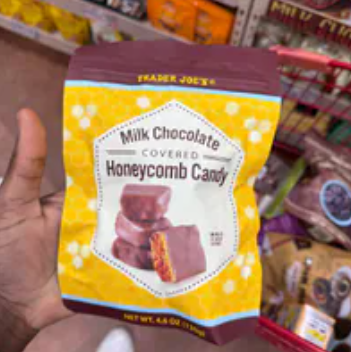 TRADER JOE'S
Milk Chocolate
COVERED
Honeycomb Candy
NET WT. 4.6 OZ